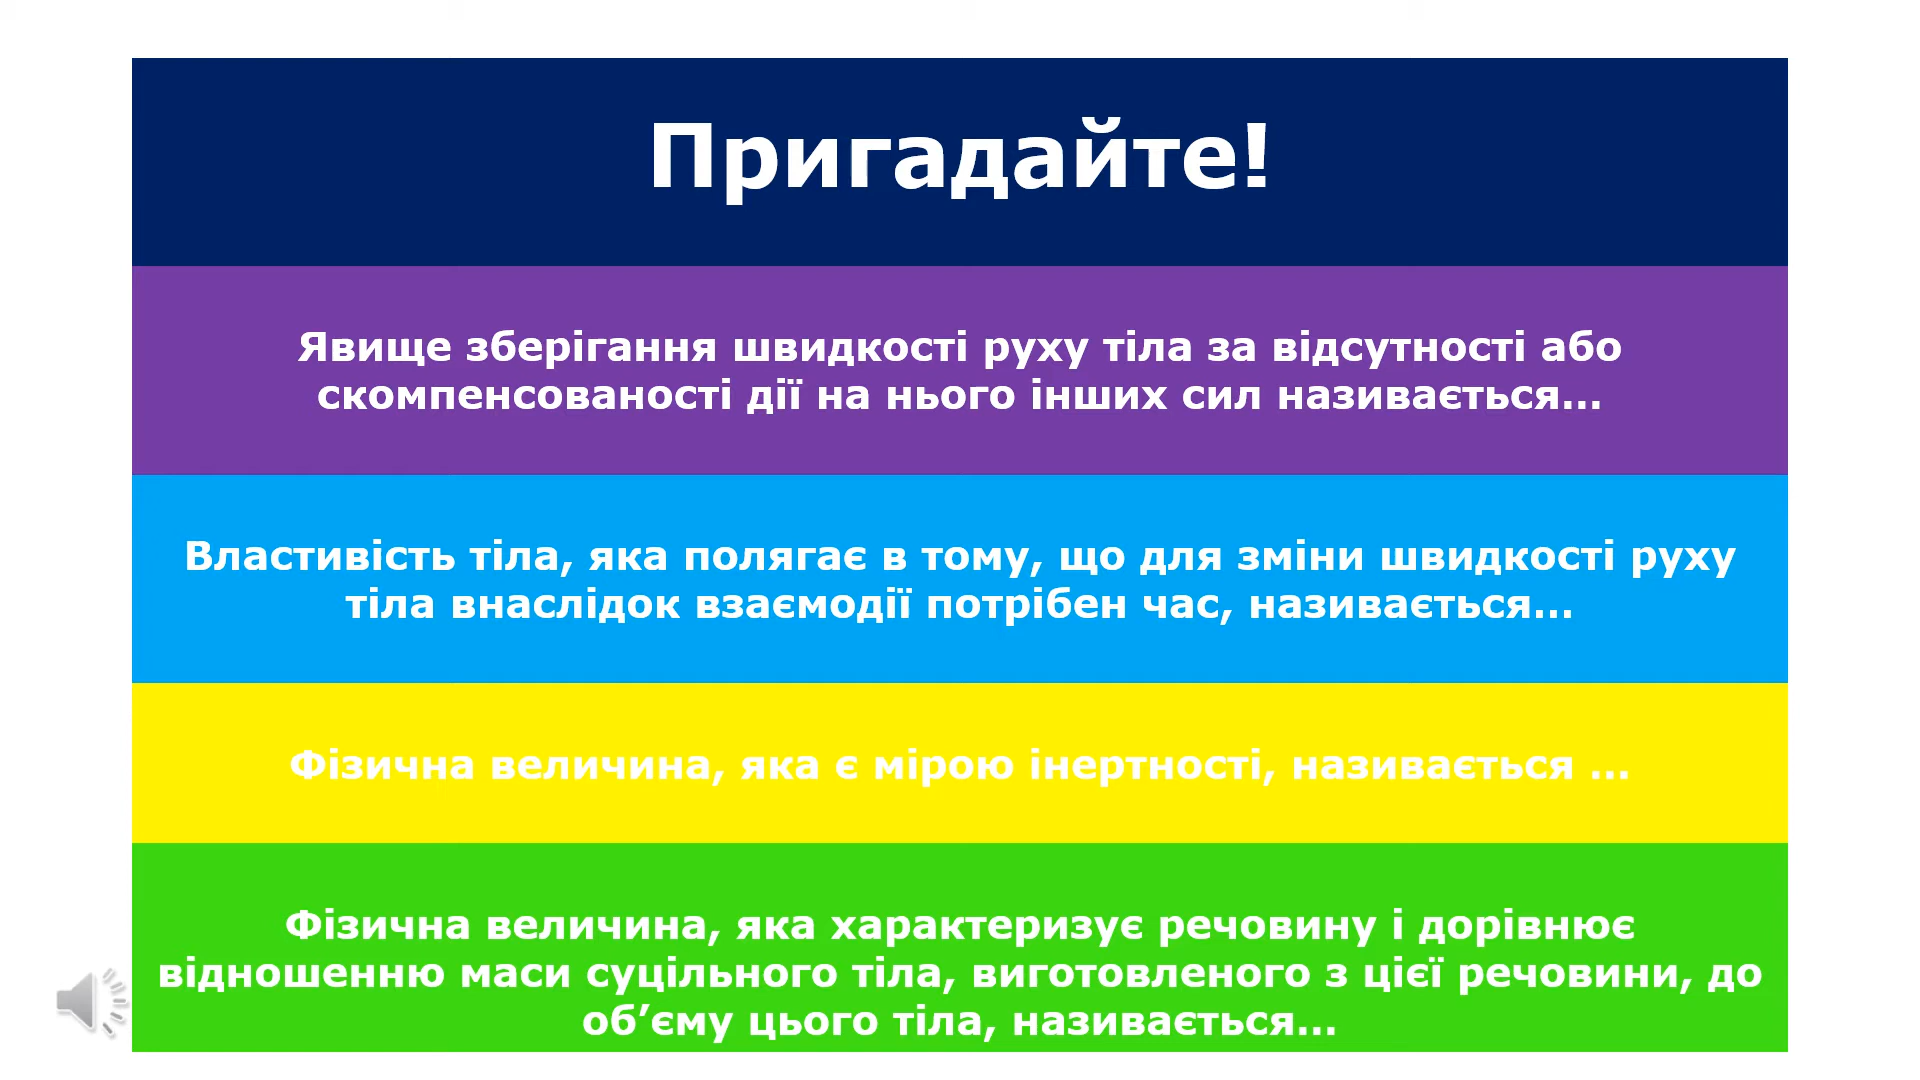 Пригадайте!
Явище зберігання швидкості руху тіла за відсутності або
скомпенсованості дії на нього інших сил називається…
Властивість тіла, яка полягає в тому, що для зміни швидкості руху
тіла внаслідок взаємодії потрібен час, називається…
Фізична величина, яка є мірою інертності, називається …
Фізична величина, яка характеризує речовину і дорівнює
відношенню маси суцільного тіла, виготовленого з цієї речовини, до
об’єму цього тіла, називається…